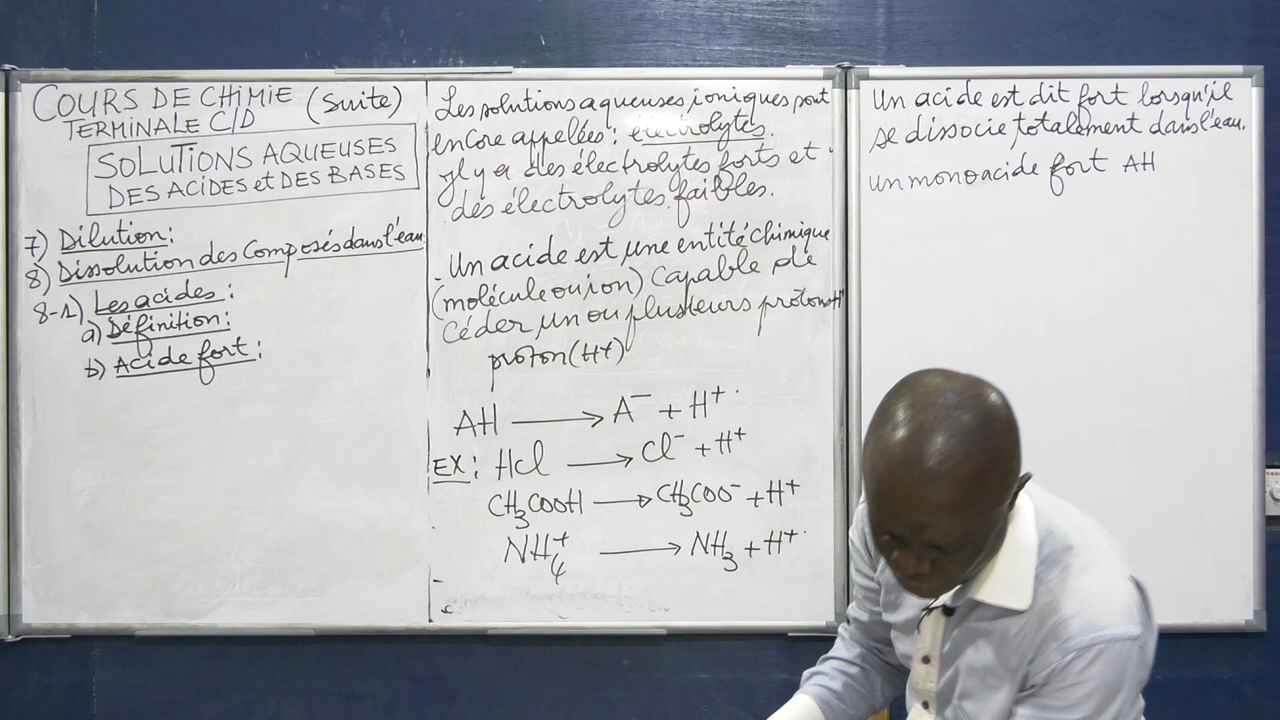 COURS DE CHIMIE (Suite)
TERMINALE C/D
SOLUTIONS AQUEUSES
DES ACIDES et DES BASES
7) Dilution:
8) Dissolution des Composés dans l'eau
8-1) Les acides:
a) Définition:
b) Acide fort:
Les solutions aqueuses ioniques sont
encore appelées: électrolytes.
Il y a des électrolytes forts et
des électrolytes faibles.
- Un acide est une entité chimique
(molécule ou ion) capable de
céder un ou plusieurs protons H+
proton (H+)
AH → A⁻ + H⁺
EX: HCl → Cl⁻ + H⁺
CH₃COOH → CH₃COO⁻ + H⁺
NH₄⁺ → NH₃ + H⁺
Un acide est dit fort lorsqu'il
se dissocie totalement dans l'eau.
un monoacide fort AH